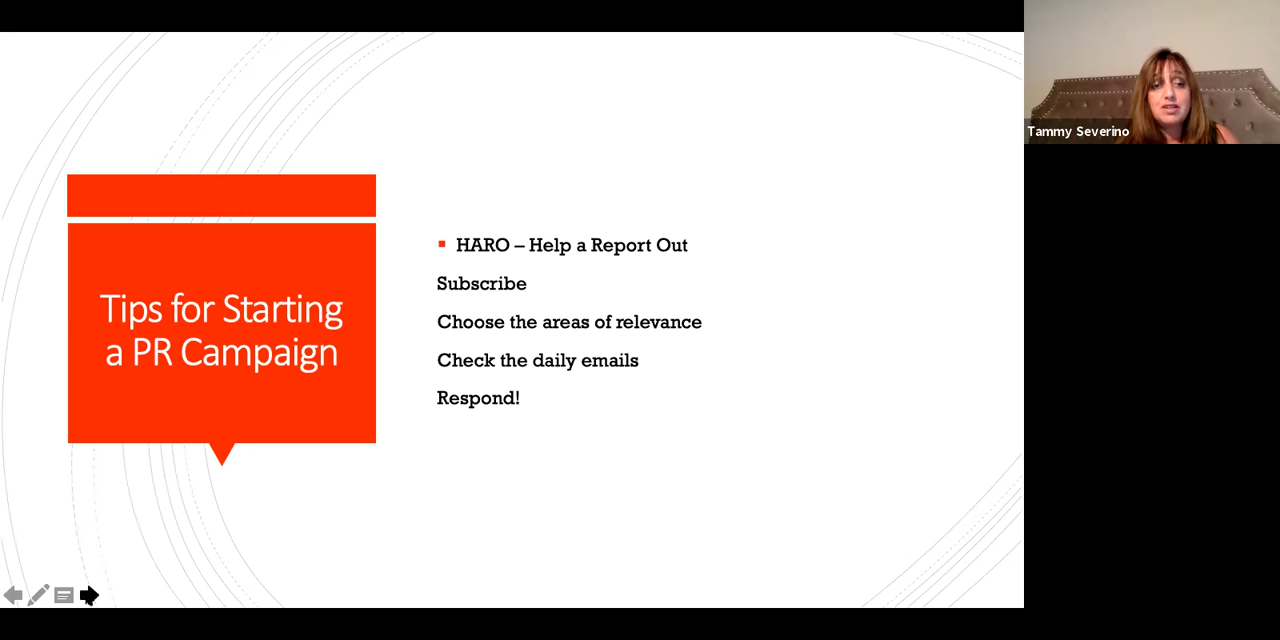 Tips for Starting
a PR Campaign
HARO – Help a Report Out
Subscribe
Choose the areas of relevance
Check the daily emails
Respond!
Tammy Severino